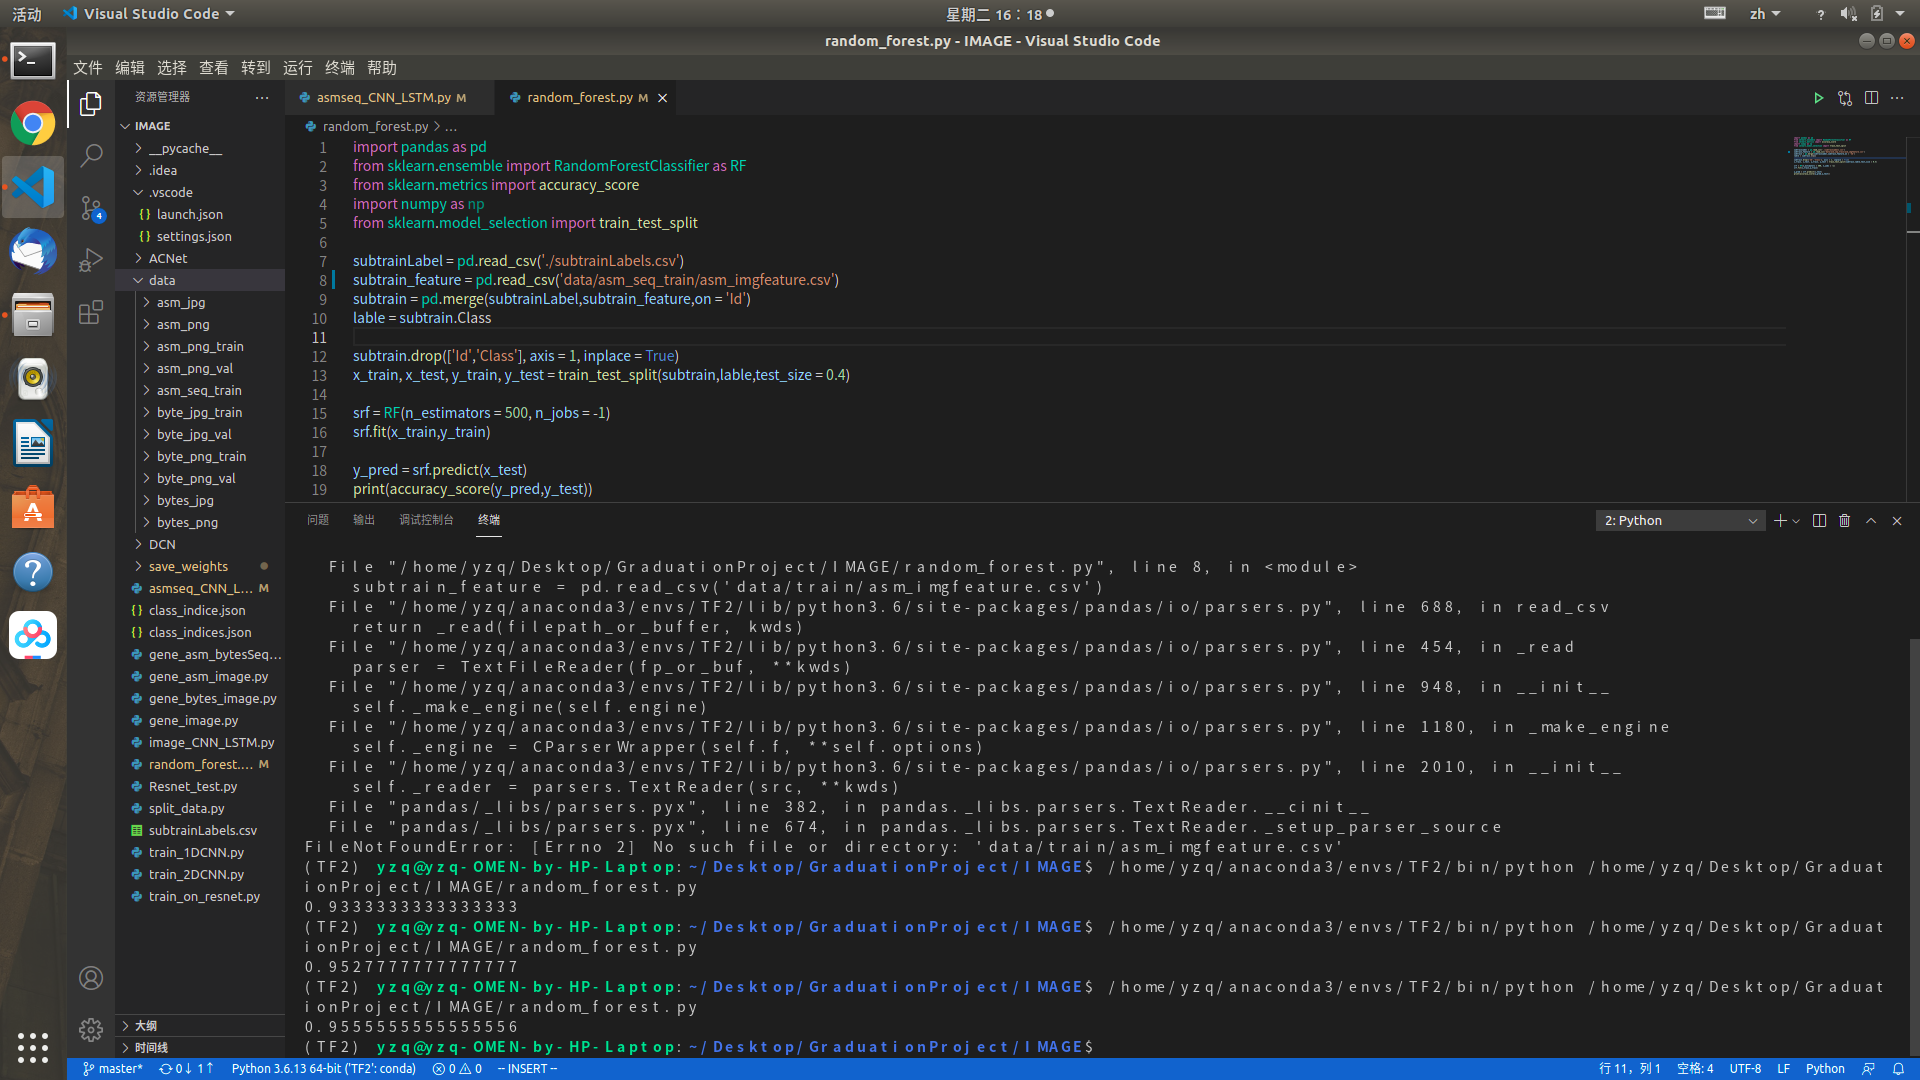 活动
Visual Studio Code
星期二 16：18
zh
random_forest.py - IMAGE - Visual Studio Code
文件 编辑 选择 查看 转到 运行 终端 帮助
资源管理器
IMAGE
__pycache__
.idea
.vscode
launch.json
settings.json
ACNet
data
asm_jpg
asm_png
asm_png_train
asm_png_val
asm_seq_train
byte_jpg_train
byte_jpg_val
byte_png_train
byte_png_val
bytes_jpg
bytes_png
DCN
save_weights
asmseq_CNN_L... M
class_indice.json
class_indices.json
gene_asm_bytesSeq...
gene_asm_image.py
gene_bytes_image.py
gene_image.py
image_CNN_LSTM.py
random_forest.... M
Resnet_test.py
split_data.py
subtrainLabels.csv
train_1DCNN.py
train_2DCNN.py
train_on_resnet.py
大纲
时间线
4
asmseq_CNN_LSTM.py M
random_forest.py M
random_forest.py > ...
1 import pandas as pd
2 from sklearn.ensemble import RandomForestClassifier as RF
3 from sklearn.metrics import accuracy_score
4 import numpy as np
5 from sklearn.model_selection import train_test_split
6
7 subtrainLabel = pd.read_csv('./subtrainLabels.csv')
8 subtrain_feature = pd.read_csv('data/asm_seq_train/asm_imgfeature.csv')
9 subtrain = pd.merge(subtrainLabel,subtrain_feature,on = 'Id')
10 lable = subtrain.Class
11
12 subtrain.drop(['Id','Class'], axis = 1, inplace = True)
13 x_train, x_test, y_train, y_test = train_test_split(subtrain,lable,test_size = 0.4)
14
15 srf = RF(n_estimators = 500, n_jobs = -1)
16 srf.fit(x_train,y_train)
17
18 y_pred = srf.predict(x_test)
19 print(accuracy_score(y_pred,y_test))
问题 输出 调试控制台 终端
2: Python
File "/home/yzq/Desktop/GraduationProject/IMAGE/random_forest.py", line 8, in <module>
subtrain_feature = pd.read_csv('data/train/asm_imgfeature.csv')
File "/home/yzq/anaconda3/envs/TF2/lib/python3.6/site-packages/pandas/io/parsers.py", line 688, in read_csv
return _read(filepath_or_buffer, kwds)
File "/home/yzq/anaconda3/envs/TF2/lib/python3.6/site-packages/pandas/io/parsers.py", line 454, in _read
parser = TextFileReader(fp_or_buf, **kwds)
File "/home/yzq/anaconda3/envs/TF2/lib/python3.6/site-packages/pandas/io/parsers.py", line 948, in __init__
self._make_engine(self.engine)
File "/home/yzq/anaconda3/envs/TF2/lib/python3.6/site-packages/pandas/io/parsers.py", line 1180, in _make_engine
self._engine = CParserWrapper(self.f, **self.options)
File "/home/yzq/anaconda3/envs/TF2/lib/python3.6/site-packages/pandas/io/parsers.py", line 2010, in __init__
self._reader = parsers.TextReader(src, **kwds)
File "pandas/_libs/parsers.pyx", line 382, in pandas._libs.parsers.TextReader.__cinit__
File "pandas/_libs/parsers.pyx", line 674, in pandas._libs.parsers.TextReader._setup_parser_source
FileNotFoundError: [Errno 2] No such file or directory: 'data/train/asm_imgfeature.csv'
(TF2) yzq@yzq-OMEN-by-HP-Laptop:~/Desktop/GraduationProject/IMAGE$ /home/yzq/anaconda3/envs/TF2/bin/python /home/yzq/Desktop/Graduat
ionProject/IMAGE/random_forest.py
0.9333333333333333
(TF2) yzq@yzq-OMEN-by-HP-Laptop:~/Desktop/GraduationProject/IMAGE$ /home/yzq/anaconda3/envs/TF2/bin/python /home/yzq/Desktop/Graduat
ionProject/IMAGE/random_forest.py
0.9527777777777777
(TF2) yzq@yzq-OMEN-by-HP-Laptop:~/Desktop/GraduationProject/IMAGE$ /home/yzq/anaconda3/envs/TF2/bin/python /home/yzq/Desktop/Graduat
ionProject/IMAGE/random_forest.py
0.9555555555555556
(TF2) yzq@yzq-OMEN-by-HP-Laptop:~/Desktop/GraduationProject/IMAGE$
master* 0↓ 1↑ Python 3.6.13 64-bit ('TF2': conda) 0 0 -- INSERT --
行 11，列 1 空格: 4 UTF-8 LF Python